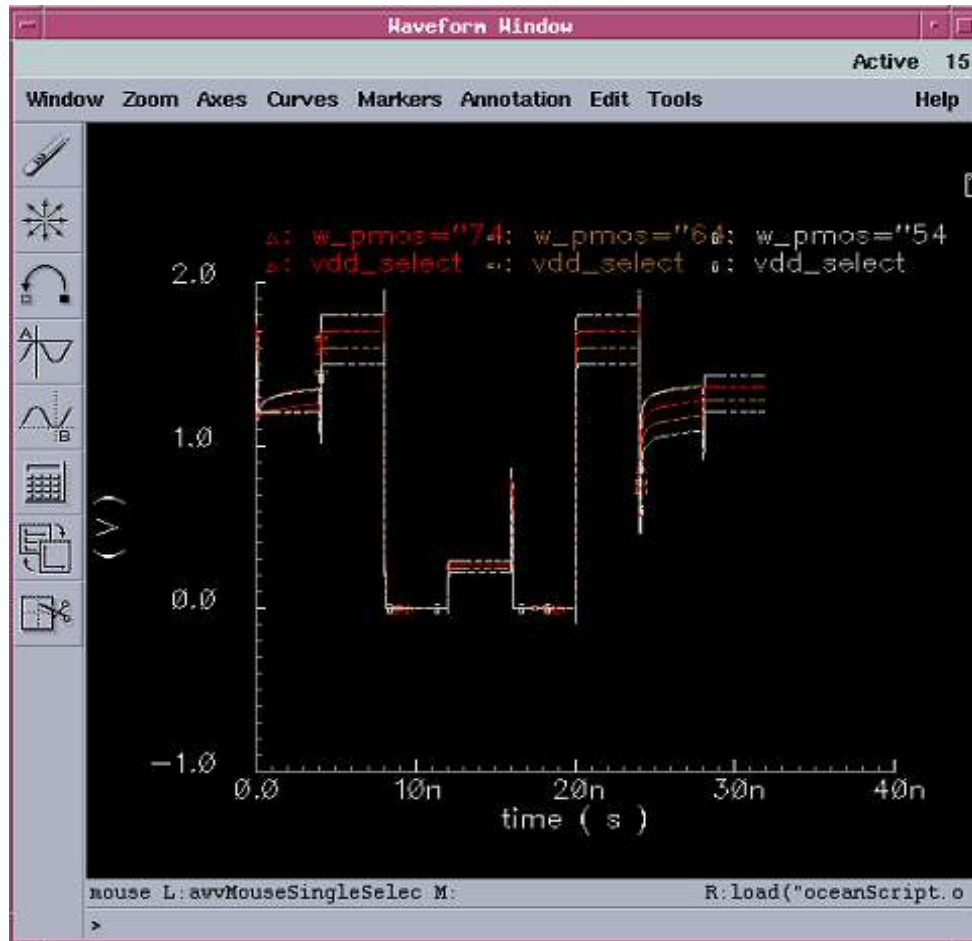 Waveform Window
Active 15
Window Zoom Axes Curves Markers Annotation Edit Tools Help
A
B
w_pmos="74 : w_pmos="64 : w_pmos="54
: vdd_select : vdd_select : vdd_select
2.0
1.0
0.0
-1.0
(V)
0.0 10n 20n 30n 40n
time ( s )
mouse L:awvMouseSingleSelec M: R:load("oceanScript.o
>